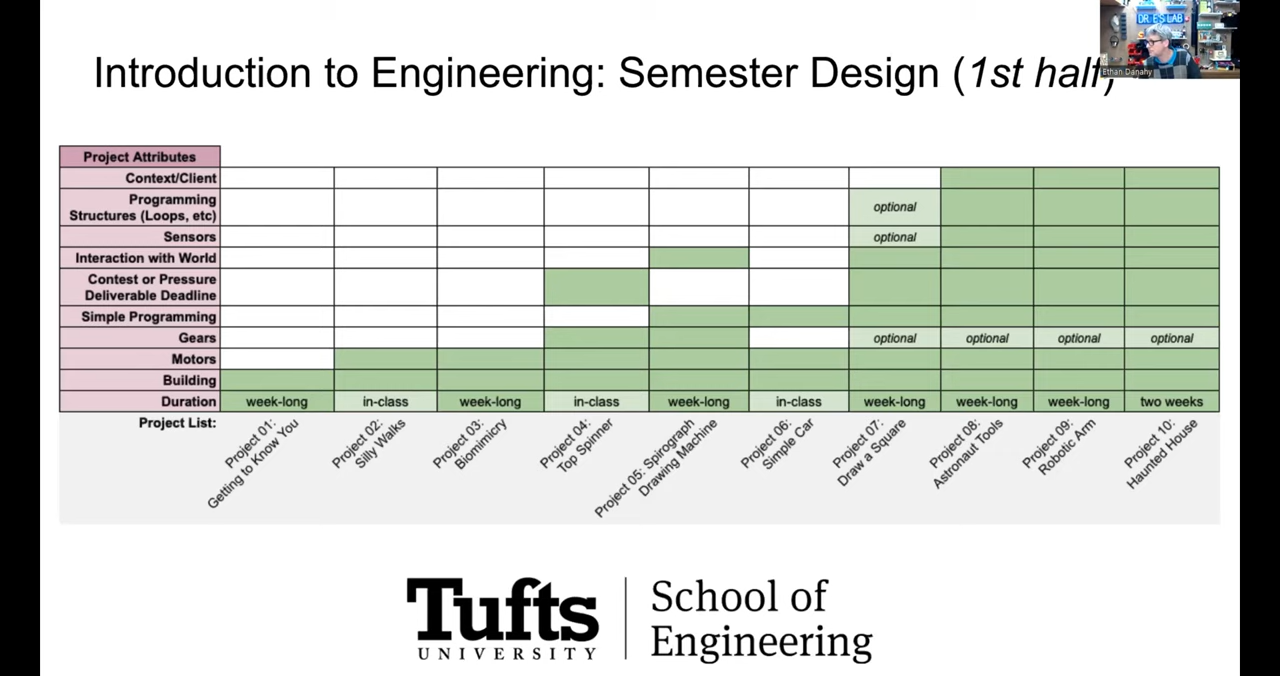 DR. E'S LAB
Ethan Danahy
Introduction to Engineering: Semester Design (1st half)
Project Attributes
Context/Client
Programming
Structures (Loops, etc)
optional
Sensors
optional
Interaction with World
Contest or Pressure
Deliverable Deadline
Simple Programming
Gears
optional
optional
optional
optional
Motors
Building
Duration
week-long
in-class
week-long
in-class
week-long
in-class
week-long
week-long
week-long
two weeks
Project List:
Project 01:
Getting to Know You
Project 02:
Silly Walks
Project 03:
Biomimicry
Project 04:
Top Spinner
Project 05: Spirograph
Drawing Machine
Project 06:
Simple Car
Project 07:
Draw a Square
Project 08:
Astronaut Tools
Project 09:
Robotic Arm
Project 10:
Haunted House
Tufts
UNIVERSITY
School of
Engineering